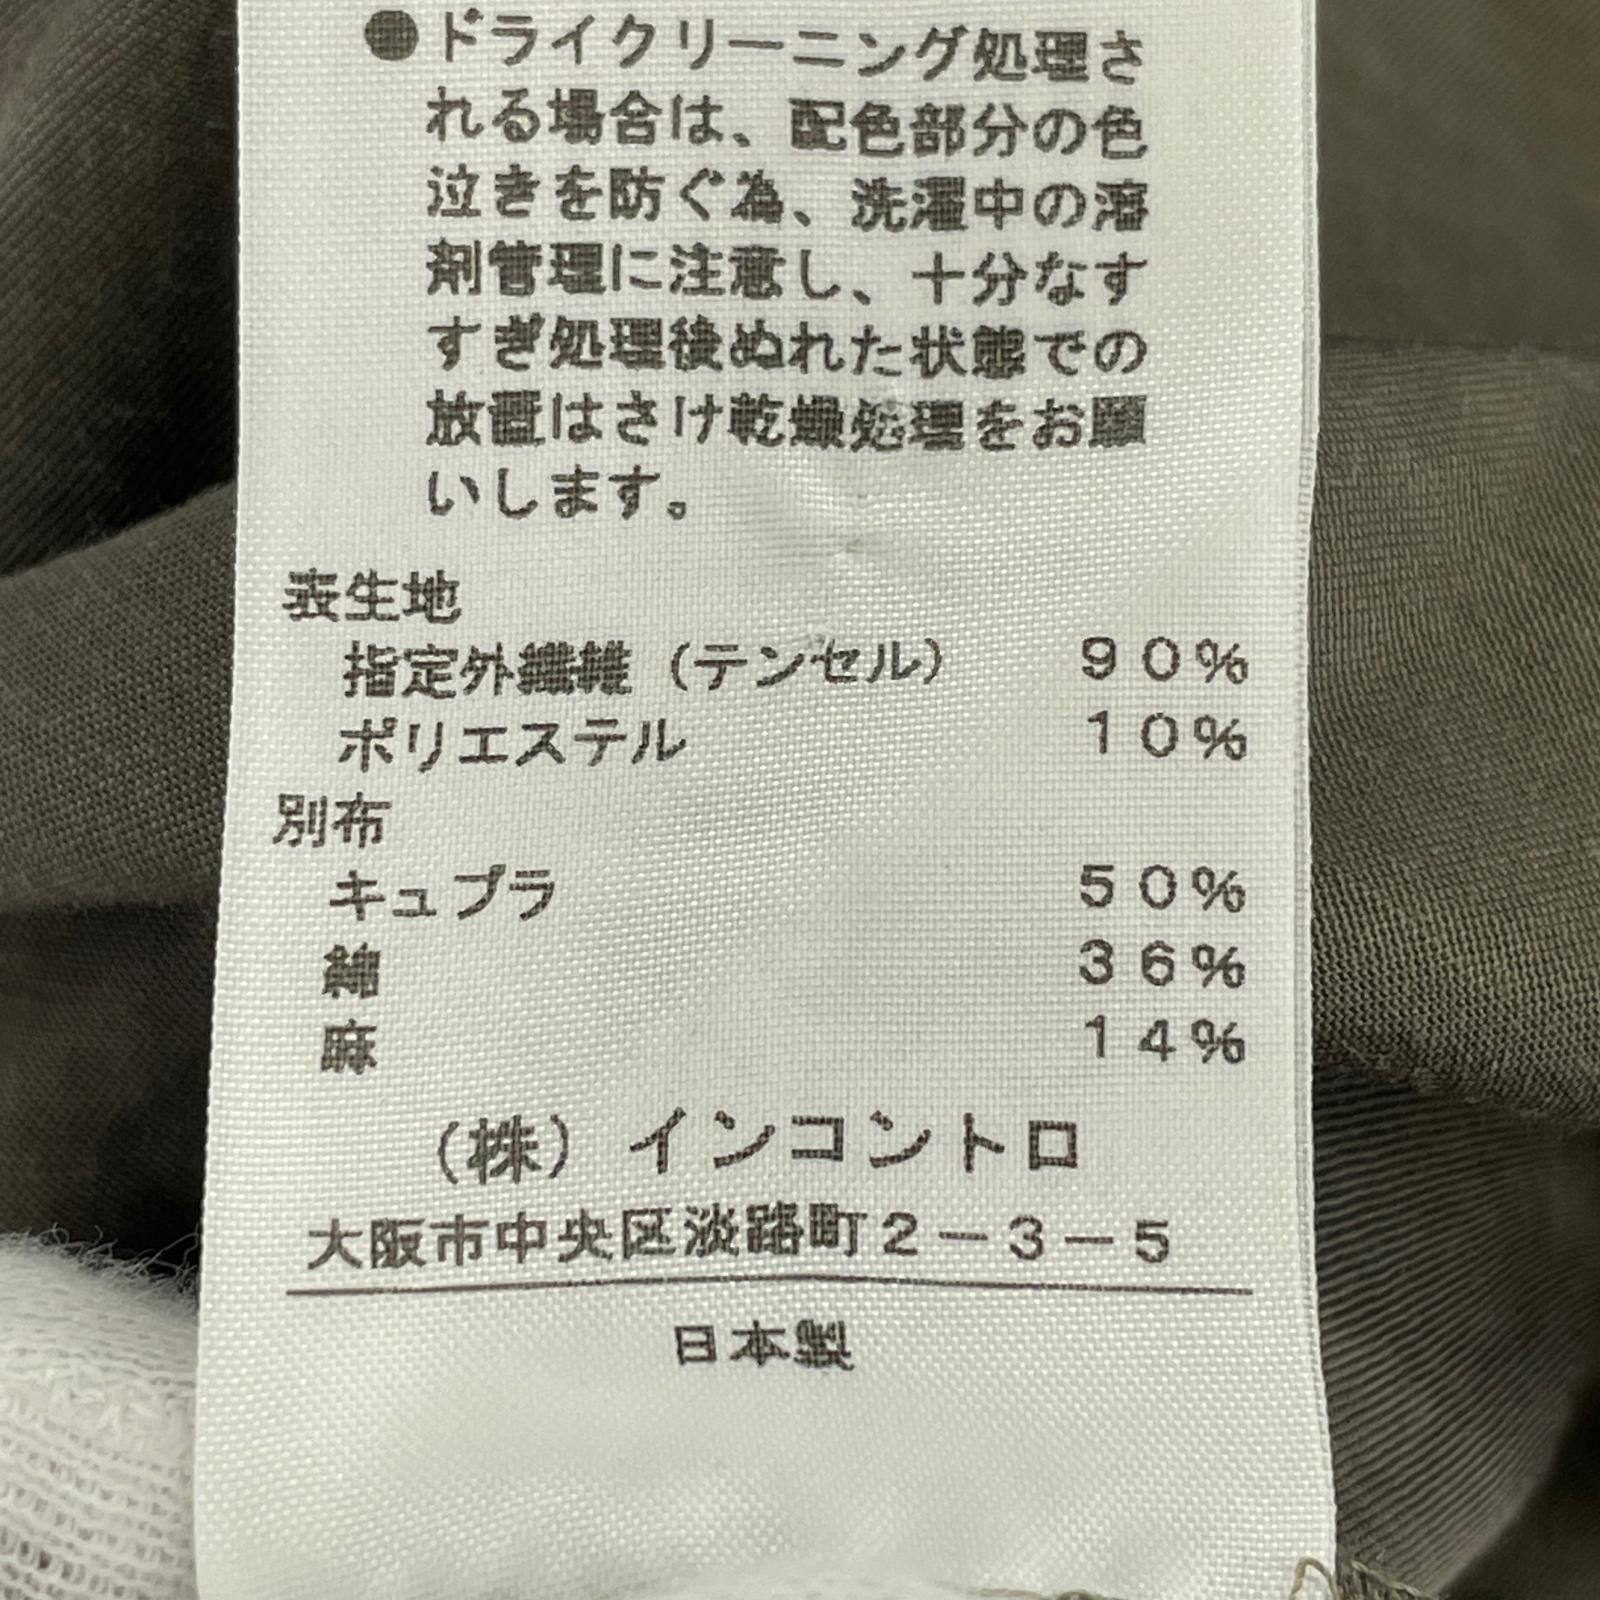 ●ドライクリーニング処理さ
れる場合は、配色部分の色
泣きを防ぐ為、洗濯中の溶
剤管理に注意し、十分なす
すぎ処理後ぬれた状態での
放置はさけ乾燥処理をお願
いします。
表生地
指定外繊維（テンセル） 90%
ポリエステル 10%
別布
キュプラ 50%
綿 36%
麻 14%
（株）インコントロ
大阪市中央区淡路町2－3－5
日本製